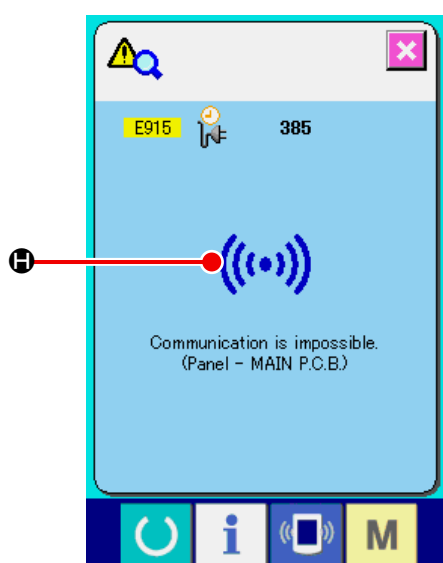 E915 385
H
Communication is impossible.
(Panel - MAIN P.C.B.)
i M